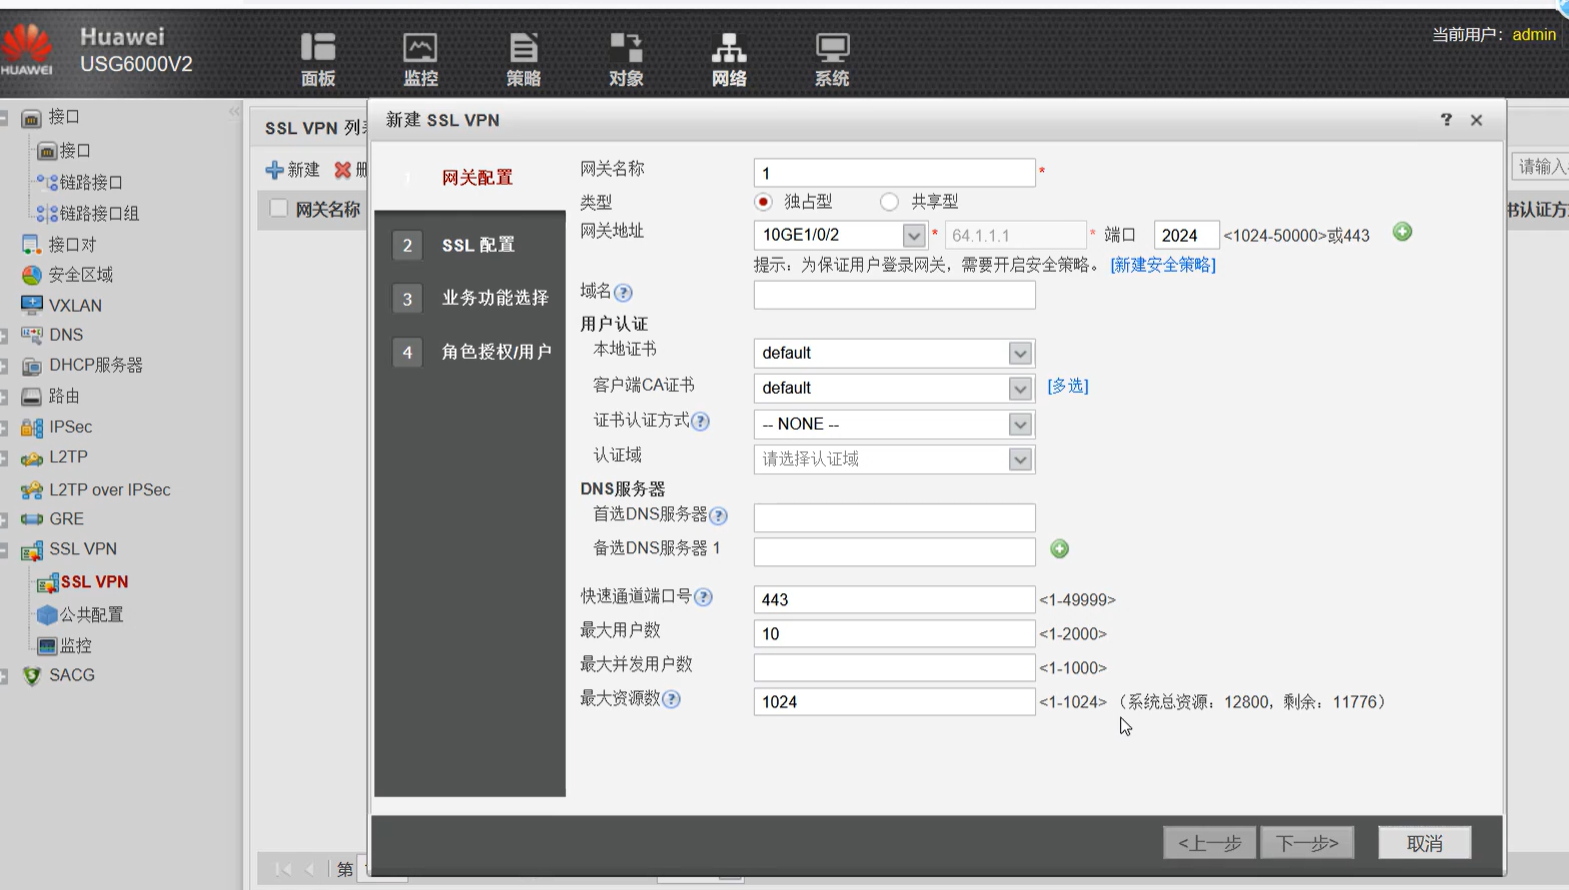 Huawei
USG6000V2
HUAWEI
面板
监控
策略
对象
网络
系统
当前用户：admin
接口
接口
链路接口
链路接口组
接口对
安全区域
VXLAN
DNS
DHCP服务器
路由
IPSec
L2TP
L2TP over IPSec
GRE
SSL VPN
SSL VPN
公共配置
监控
SACG
SSL VPN 列
新建
网关名称
第
请输入
书认证方
新建 SSL VPN
? ×
网关配置
2 SSL 配置
3 业务功能选择
4 角色授权/用户
网关名称 1 *
类型 独占型 共享型
网关地址 10GE1/0/2 * 64.1.1.1 * 端口 2024 <1024-50000>或443
提示：为保证用户登录网关，需要开启安全策略。 [新建安全策略]
域名 ?
用户认证
本地证书 default
客户端CA证书 default [多选]
证书认证方式 ? -- NONE --
认证域 请选择认证域
DNS服务器
首选DNS服务器 ?
备选DNS服务器 1
快速通道端口号 ? 443 <1-49999>
最大用户数 10 <1-2000>
最大并发用户数 <1-1000>
最大资源数 ? 1024 <1-1024> （系统总资源：12800，剩余：11776）
<上一步 下一步> 取消